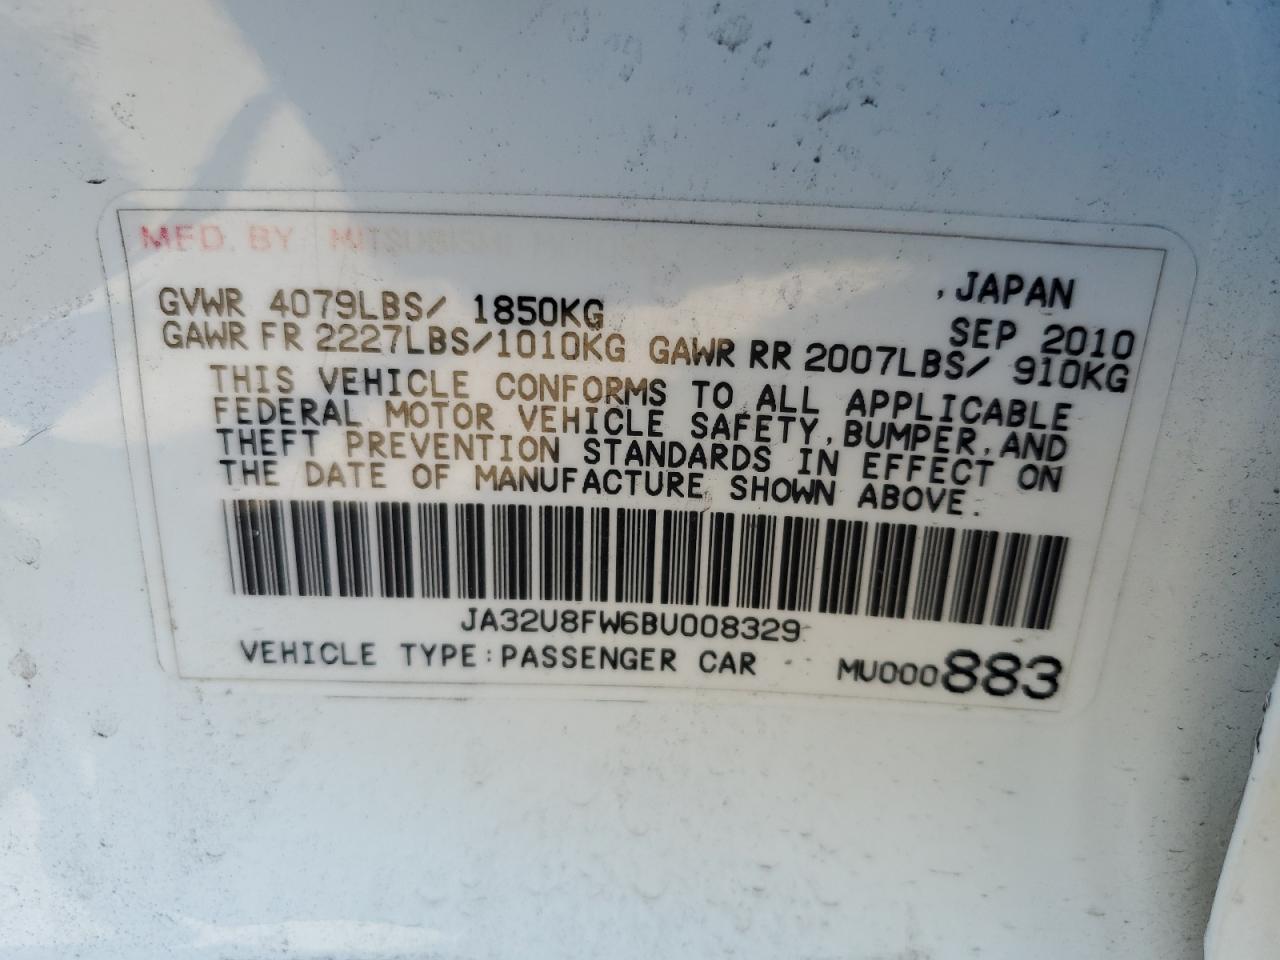 MFD. BY MITSUBISHI
, JAPAN
GVWR 4079LBS/ 1850KG SEP 2010
GAWR FR 2227LBS/1010KG GAWR RR 2007LBS/ 910KG
THIS VEHICLE CONFORMS TO ALL APPLICABLE
FEDERAL MOTOR VEHICLE SAFETY, BUMPER, AND
THEFT PREVENTION STANDARDS IN EFFECT ON
THE DATE OF MANUFACTURE SHOWN ABOVE.
JA32U8FW6BU008329
VEHICLE TYPE:PASSENGER CAR MU000883